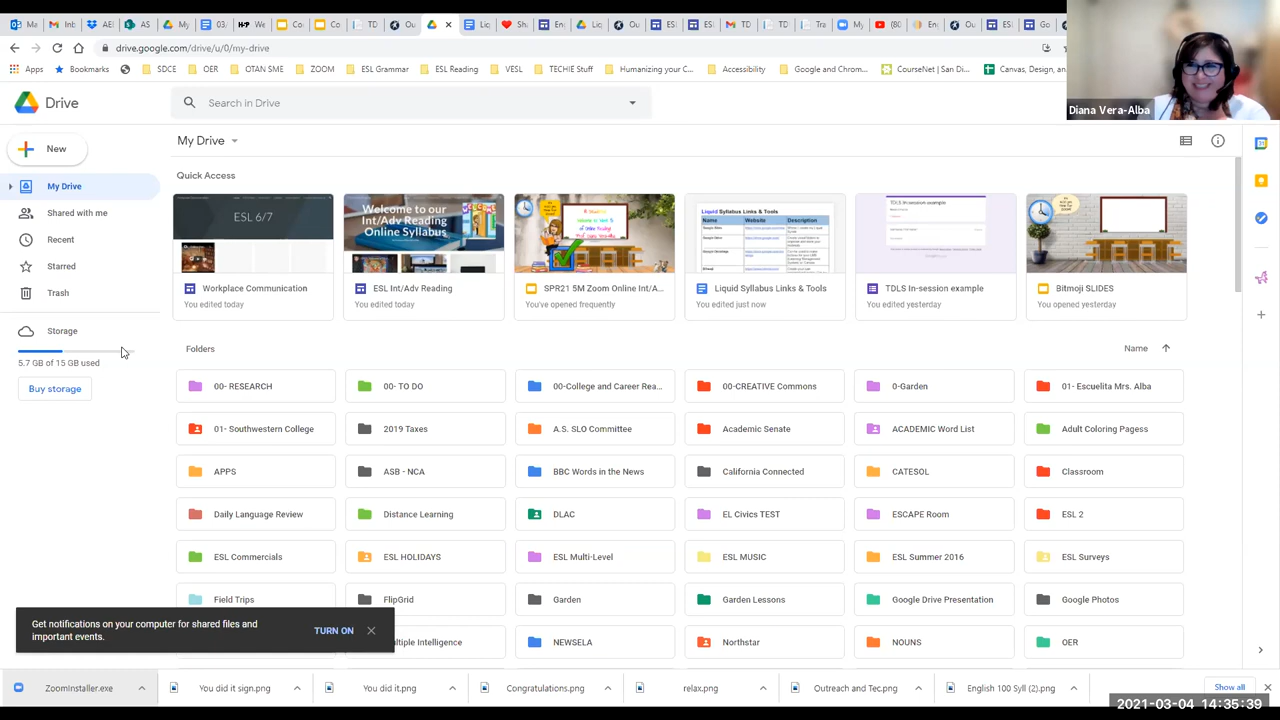 drive.google.com/drive/u/0/my-drive
Apps Bookmarks SDCE OER OTAN SME ZOOM ESL Grammar ESL Reading VESL TECHIE Stuff Humanizing your C... Accessibility Google and Chrom... CourseNet | San Di... Canvas, Design, an...
Diana Vera-Alba
Drive
Search in Drive
New
My Drive
Shared with me
Recent
Starred
Trash
Storage
5.7 GB of 15 GB used
Buy storage
My Drive
Quick Access
ESL 6/7
Welcome to our
Int/Adv Reading
Online Syllabus
Liquid Syllabus Links & Tools
Name Website Description
TDLS In-session example
Workplace Communication
You edited today
ESL Int/Adv Reading
You edited today
SPR21 5M Zoom Online Int/A...
You've opened frequently
Liquid Syllabus Links & Tools
You edited just now
TDLS In-session example
You edited yesterday
Bitmoji SLIDES
You opened yesterday
Folders Name
00- RESEARCH 00- TO DO 00-College and Career Rea... 00-CREATIVE Commons 0-Garden 01- Escuelita Mrs. Alba
01- Southwestern College 2019 Taxes A.S. SLO Committee Academic Senate ACADEMIC Word List Adult Coloring Pagess
APPS ASB - NCA BBC Words in the News California Connected CATESOL Classroom
Daily Language Review Distance Learning DLAC EL Civics TEST ESCAPE Room ESL 2
ESL Commercials ESL HOLIDAYS ESL Multi-Level ESL MUSIC ESL Summer 2016 ESL Surveys
Field Trips FlipGrid Garden Garden Lessons Google Drive Presentation Google Photos
ultiple Intelligence NEWSELA Northstar NOUNS OER
Get notifications on your computer for shared files and
important events.
TURN ON
ZoomInstaller.exe You did it sign.png You did it.png Congratulations.png relax.png Outreach and Tec.png English 100 Syll (2).png Show all
2021-03-04 14:35:39